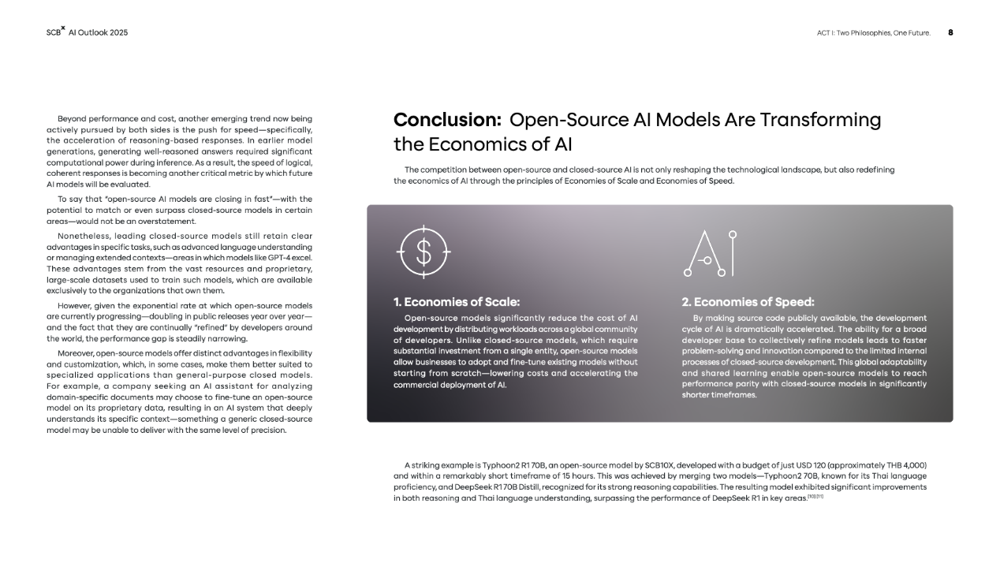 SCBX AI Outlook 2025
ACT I: Two Philosophies, One Future. 8
Beyond performance and cost, another emerging trend now being
actively pursued by both sides is the push for speed—specifically,
the acceleration of reasoning-based responses. In earlier model
generations, generating well-reasoned answers required significant
computational power during inference. As a result, the speed of logical,
coherent responses is becoming another critical metric by which future
AI models will be evaluated.
To say that “open-source AI models are closing in fast”—with the
potential to match or even surpass closed-source models in certain
areas—would not be an overstatement.
Nonetheless, leading closed-source models still retain clear
advantages in specific tasks, such as advanced language understanding
or managing extended contexts—areas in which models like GPT-4 excel.
These advantages stem from the vast resources and proprietary,
large-scale datasets used to train such models, which are available
exclusively to the organizations that own them.
However, given the exponential rate at which open-source models
are currently progressing—doubling in public releases year over year—
and the fact that they are continually “refined” by developers around
the world, the performance gap is steadily narrowing.
Moreover, open-source models offer distinct advantages in flexibility
and customization, which, in some cases, make them better suited to
specialized applications than general-purpose closed models.
For example, a company seeking an AI assistant for analyzing
domain-specific documents may choose to fine-tune an open-source
model on its proprietary data, resulting in an AI system that deeply
understands its specific context—something a generic closed-source
model may be unable to deliver with the same level of precision.
Conclusion: Open-Source AI Models Are Transforming
the Economics of AI
The competition between open-source and closed-source AI is not only reshaping the technological landscape, but also redefining
the economics of AI through the principles of Economies of Scale and Economies of Speed.
1. Economies of Scale:
Open-source models significantly reduce the cost of AI
development by distributing workloads across a global community
of developers. Unlike closed-source models, which require
substantial investment from a single entity, open-source models
allow businesses to adopt and fine-tune existing models without
starting from scratch—lowering costs and accelerating the
commercial deployment of AI.
2. Economies of Speed:
By making source code publicly available, the development
cycle of AI is dramatically accelerated. The ability for a broad
developer base to collectively refine models leads to faster
problem-solving and innovation compared to the limited internal
processes of closed-source development. This global adaptability
and shared learning enable open-source models to reach
performance parity with closed-source models in significantly
shorter timeframes.
A striking example is Typhoon2 R1 70B, an open-source model by SCB10X, developed with a budget of just USD 120 (approximately THB 4,000)
and within a remarkably short timeframe of 15 hours. This was achieved by merging two models—Typhoon2 70B, known for its Thai language
proficiency, and DeepSeek R1 70B Distill, recognized for its strong reasoning capabilities. The resulting model exhibited significant improvements
in both reasoning and Thai language understanding, surpassing the performance of DeepSeek R1 in key areas.[10] [11]